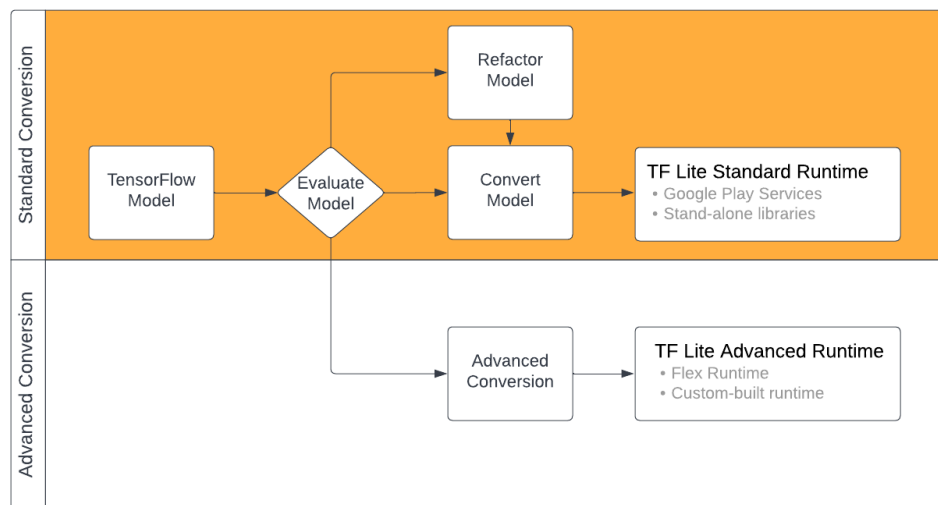 Standard Conversion
Refactor
Model
TensorFlow
Model
Evaluate
Model
Convert
Model
TF Lite Standard Runtime
• Google Play Services
• Stand-alone libraries
Advanced Conversion
Advanced
Conversion
TF Lite Advanced Runtime
• Flex Runtime
• Custom-built runtime